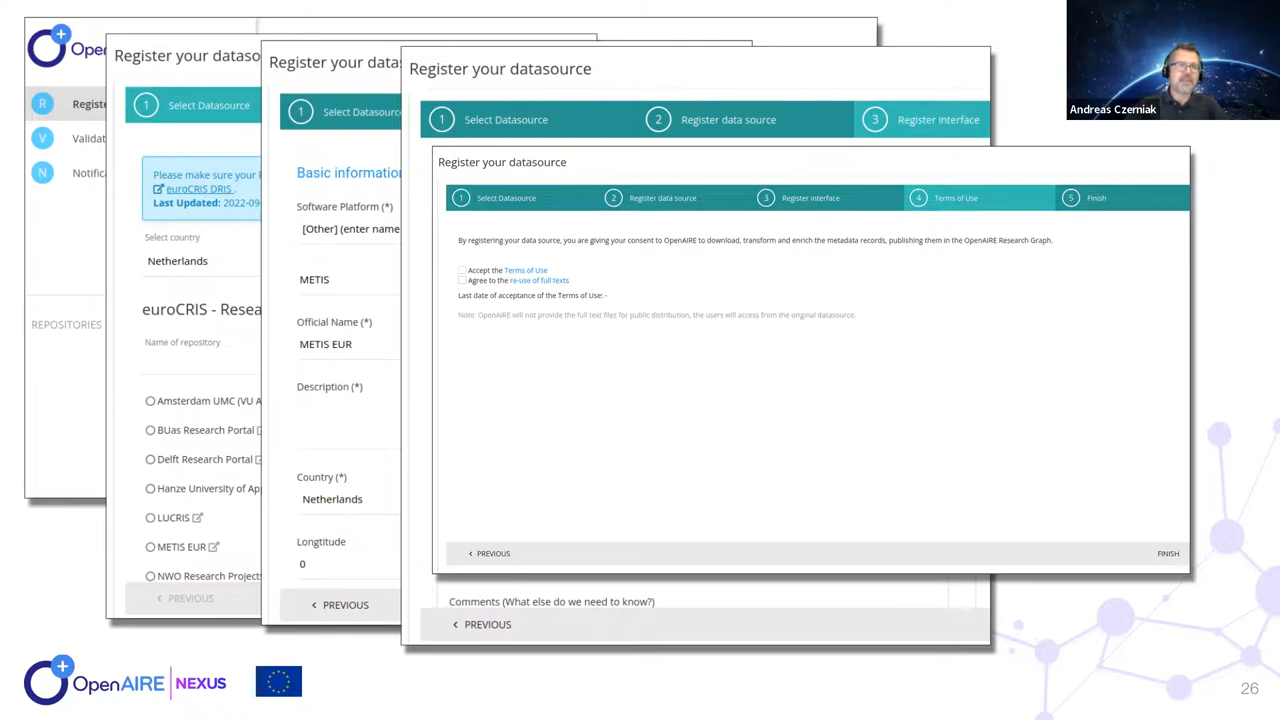 OpenAIRE
Register your datasource
1 Select Datasource
Please make sure your
euroCRIS DRIS .
Last Updated: 2022-09-
Select country
Netherlands
euroCRIS - Resea
Name of repository
Amsterdam UMC (VU A
BUas Research Portal
Delft Research Portal
Hanze University of Ap
LUCRIS
METIS EUR
NWO Research Projects
< PREVIOUS
R Registe
V Validat
N Notific
REPOSITORIES
Register your data
1 Select Datasourc
Basic information
Software Platform (*)
[Other] (enter name
METIS
Official Name (*)
METIS EUR
Description (*)
Country (*)
Netherlands
Longtitude
0
< PREVIOUS
Register your datasource
1 Select Datasource 2 Register data source 3 Register interface
Comments (What else do we need to know?)
< PREVIOUS
Register your datasource
1 Select Datasource 2 Register data source 3 Register interface 4 Terms of Use 5 Finish
By registering your data source, you are giving your consent to OpenAIRE to download, transform and enrich the metadata records, publishing them in the OpenAIRE Research Graph.
Accept the Terms of Use
Agree to the re-use of full texts
Last date of acceptance of the Terms of Use: -
Note: OpenAIRE will not provide the full text files for public distribution, the users will access from the original datasource.
< PREVIOUS FINISH
Andreas Czerniak
OpenAIRE | NEXUS
26